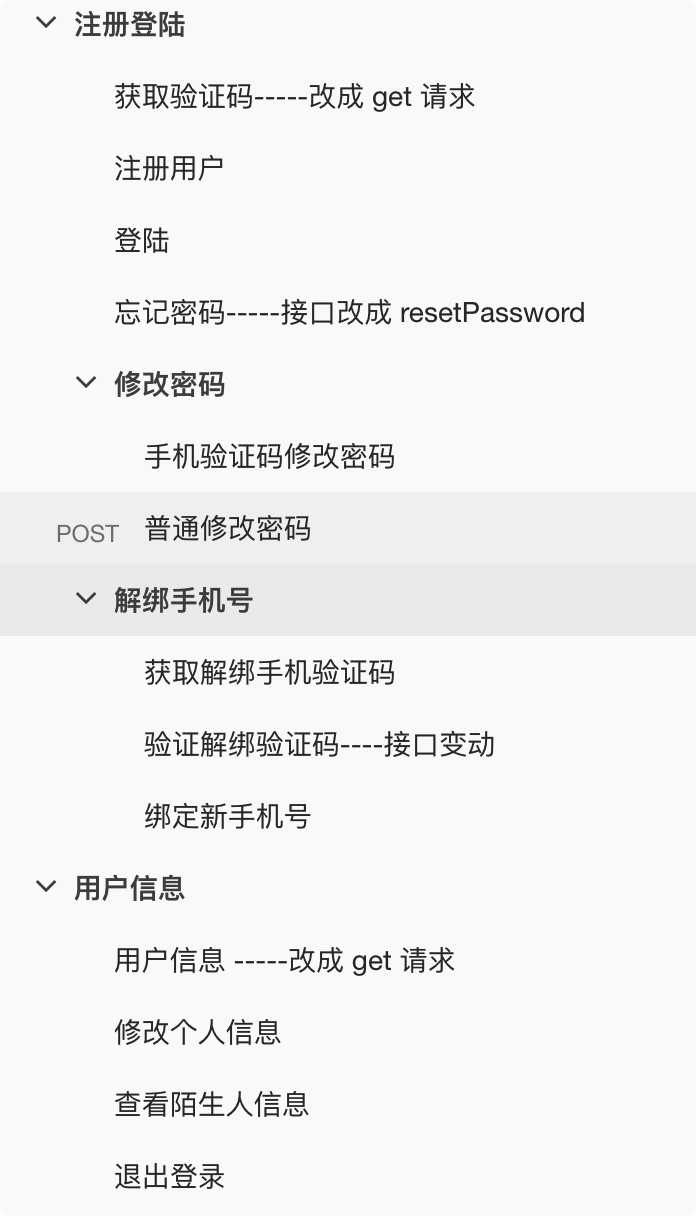 注册登陆
获取验证码-----改成 get 请求
注册用户
登陆
忘记密码-----接口改成 resetPassword
修改密码
手机验证码修改密码
POST 普通修改密码
解绑手机号
获取解绑手机验证码
验证解绑验证码----接口变动
绑定新手机号
用户信息
用户信息 -----改成 get 请求
修改个人信息
查看陌生人信息
退出登录